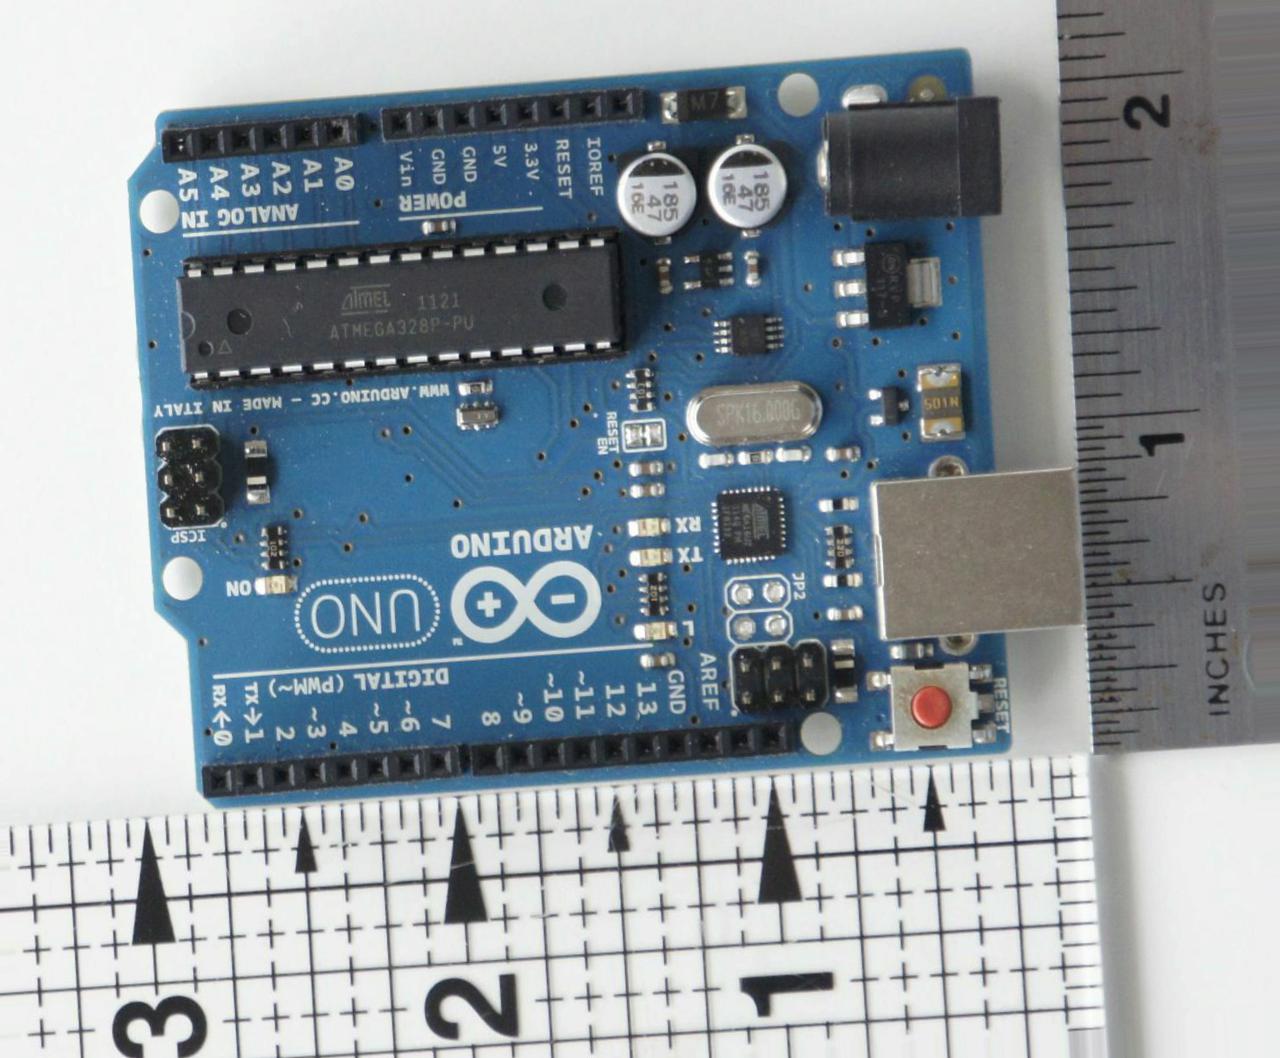 M7
A5 A4 A3 A2 A1 A0
ANALOG IN
Vin GND GND 5V 3.3V RESET IOREF
POWER
185
47
16E
185
47
16E
2
ATMEL 1121
ATMEGA328P-PU
WWW.ARDUINO.CC - MADE IN ITALY
RESET
EN
SPK16.000G
501N
1
ICSP
ON
ARDUINO
UNO
TM
RX
TX
L
ATMEL
JP2
INCHES
DIGITAL (PWM~)
RX←0 TX→1 2 ~3 4 ~5 ~6 7 8 ~9 ~10 ~11 12 13 GND AREF
RESET
3 2 1